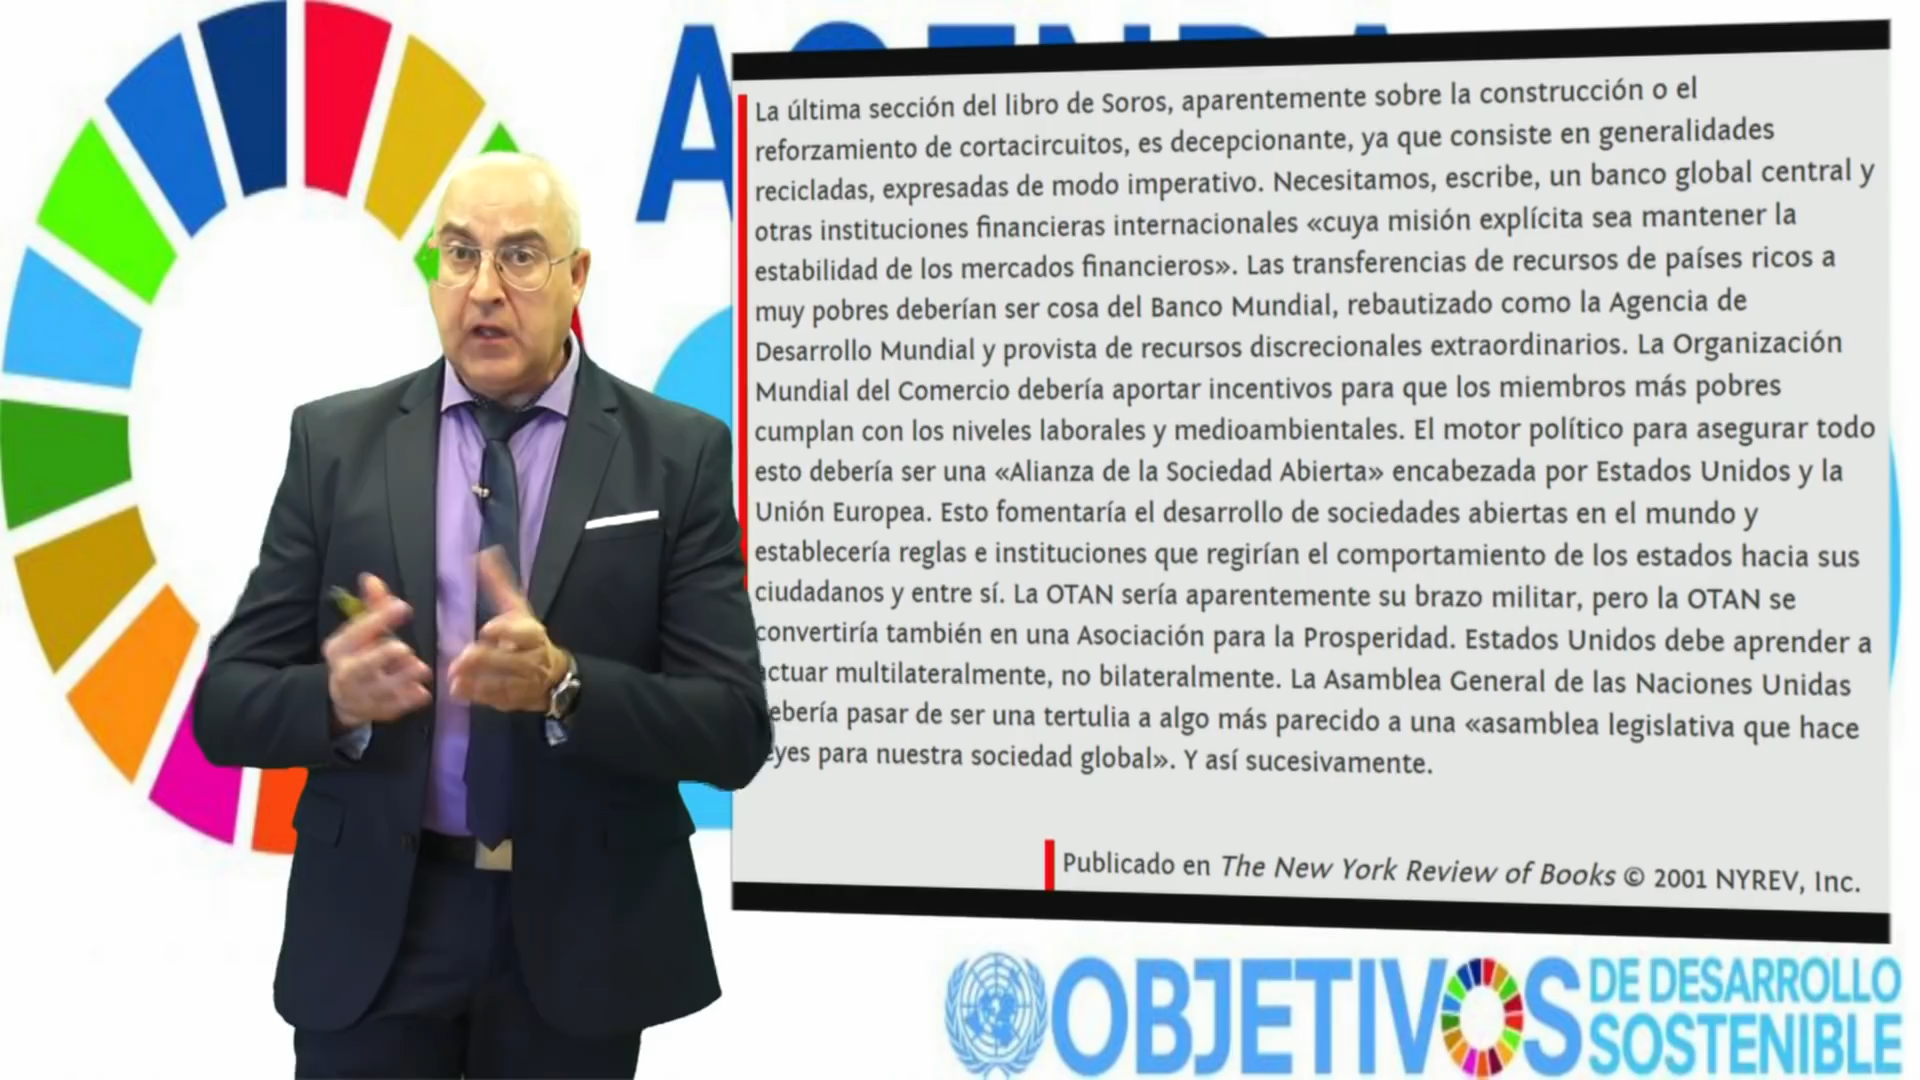 AGENDA
La última sección del libro de Soros, aparentemente sobre la construcción o el
reforzamiento de cortacircuitos, es decepcionante, ya que consiste en generalidades
recicladas, expresadas de modo imperativo. Necesitamos, escribe, un banco global central y
otras instituciones financieras internacionales «cuya misión explícita sea mantener la
estabilidad de los mercados financieros». Las transferencias de recursos de países ricos a
muy pobres deberían ser cosa del Banco Mundial, rebautizado como la Agencia de
Desarrollo Mundial y provista de recursos discrecionales extraordinarios. La Organización
Mundial del Comercio debería aportar incentivos para que los miembros más pobres
cumplan con los niveles laborales y medioambientales. El motor político para asegurar todo
esto debería ser una «Alianza de la Sociedad Abierta» encabezada por Estados Unidos y la
Unión Europea. Esto fomentaría el desarrollo de sociedades abiertas en el mundo y
establecería reglas e instituciones que regirían el comportamiento de los estados hacia sus
ciudadanos y entre sí. La OTAN sería aparentemente su brazo militar, pero la OTAN se
convertiría también en una Asociación para la Prosperidad. Estados Unidos debe aprender a
actuar multilateralmente, no bilateralmente. La Asamblea General de las Naciones Unidas
ebería pasar de ser una tertulia a algo más parecido a una «asamblea legislativa que hace
eyes para nuestra sociedad global». Y así sucesivamente.
Publicado en The New York Review of Books © 2001 NYREV, Inc.
OBJETIVOS DE DESARROLLO
SOSTENIBLE